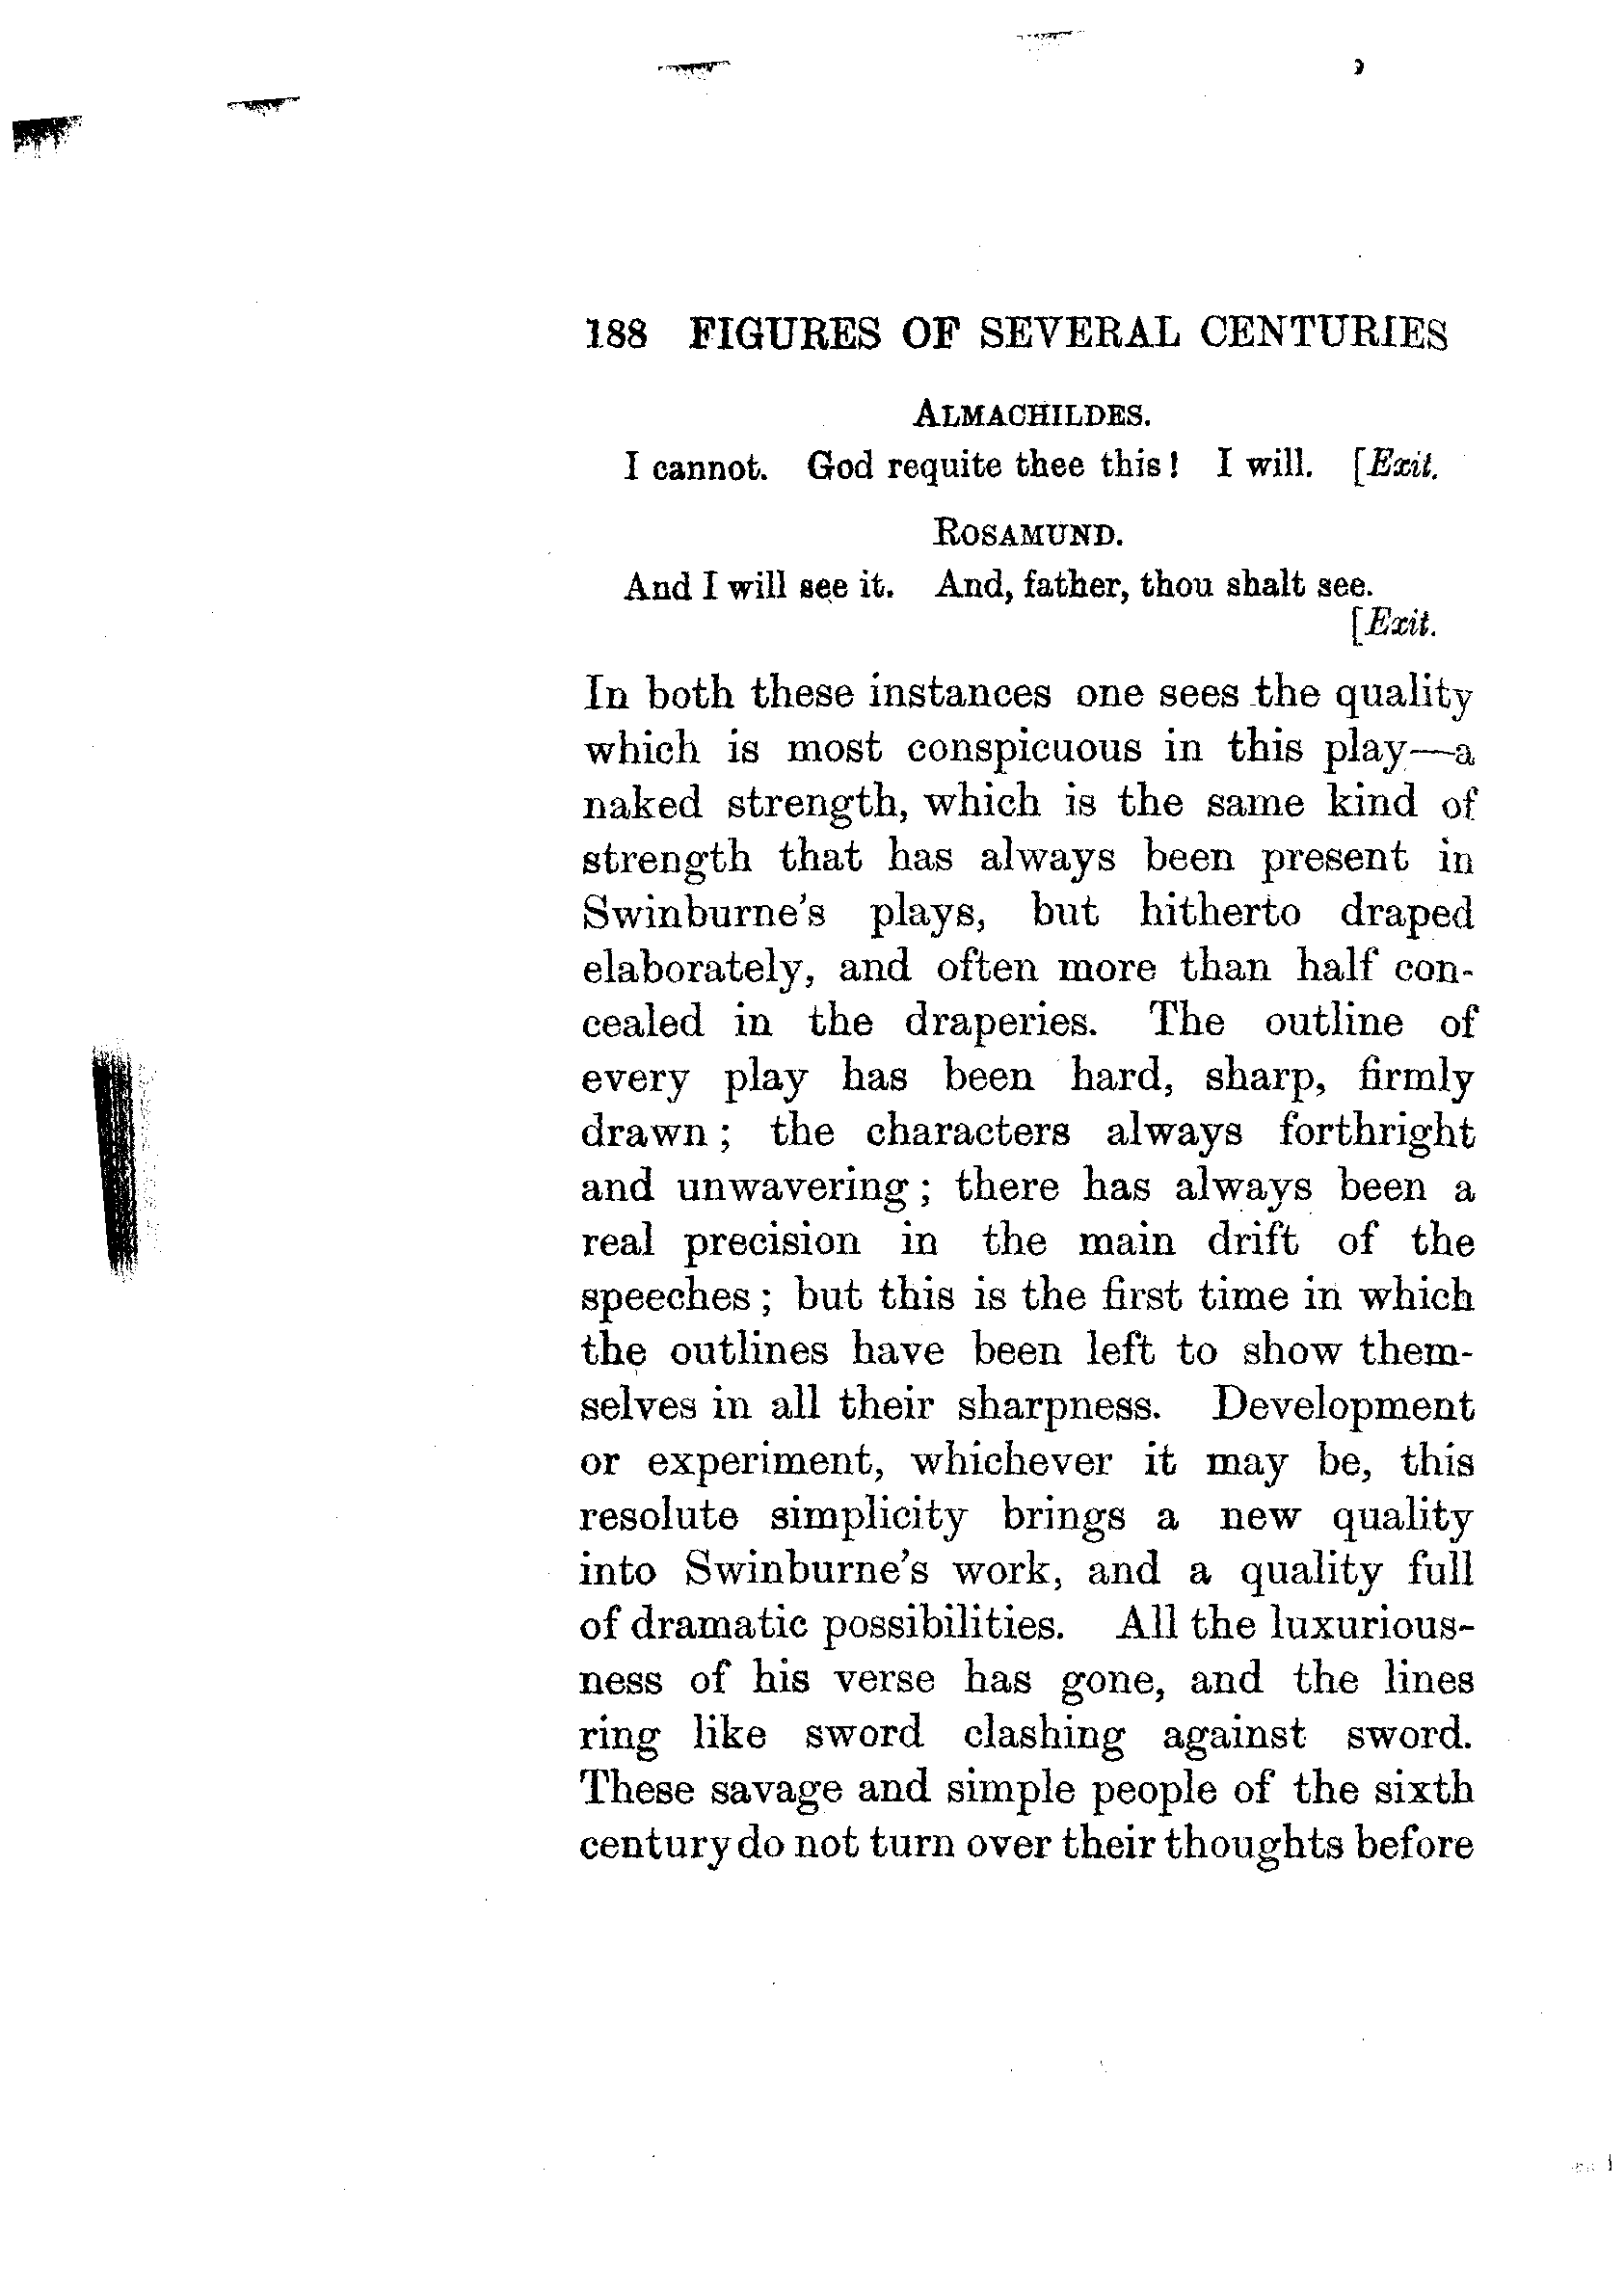 188 FIGURES OF SEVERAL CENTURIES
ALMACHILDES.
I cannot. God requite thee this! I will. [Exit.
ROSAMUND.
And I will see it. And, father, thou shalt see.
[Exit.
In both these instances one sees the quality
which is most conspicuous in this play—a
naked strength, which is the same kind of
strength that has always been present in
Swinburne's plays, but hitherto draped
elaborately, and often more than half con-
cealed in the draperies. The outline of
every play has been hard, sharp, firmly
drawn; the characters always forthright
and unwavering; there has always been a
real precision in the main drift of the
speeches; but this is the first time in which
the outlines have been left to show them-
selves in all their sharpness. Development
or experiment, whichever it may be, this
resolute simplicity brings a new quality
into Swinburne's work, and a quality full
of dramatic possibilities. All the luxurious-
ness of his verse has gone, and the lines
ring like sword clashing against sword.
These savage and simple people of the sixth
century do not turn over their thoughts before